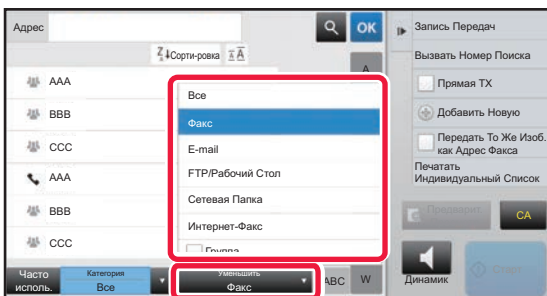 Адрес
OK
Z
Сорти-ровка
A
AAA
BBB
CCC
AAA
BBB
CCC
Все
Факс
E-mail
FTP/Рабочий Стол
Сетевая Папка
Интернет-Факс
Группа
Часто
исполь.
Категория
Все
Уменьшить
Факс
ABC
W
Запись Передач
Вызвать Номер Поиска
Прямая TX
Добавить Новую
Передать То Же Изоб.
как Адрес Факса
Печатать
Индивидуальный Список
Предварит.
CA
Динамик
Старт